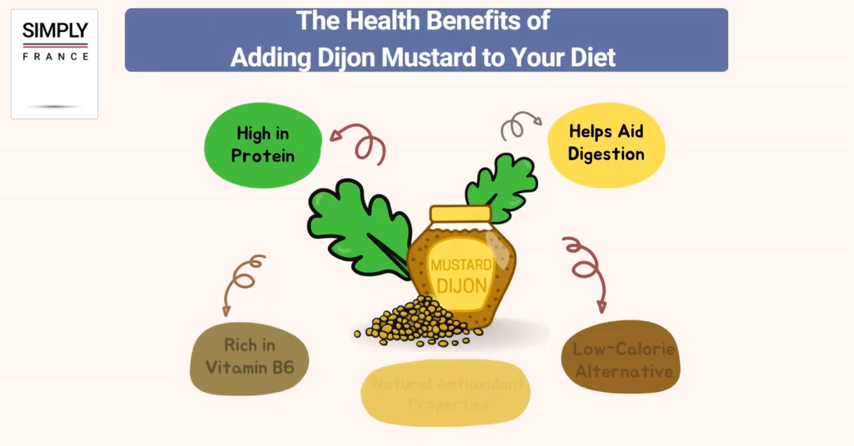 SIMPLY
FRANCE
The Health Benefits of
Adding Dijon Mustard to Your Diet
High in
Protein
Helps Aid
Digestion
MUSTARD
DIJON
Rich in
Vitamin B6
Low-Calorie
Alternative
Natural Antioxidant
Properties